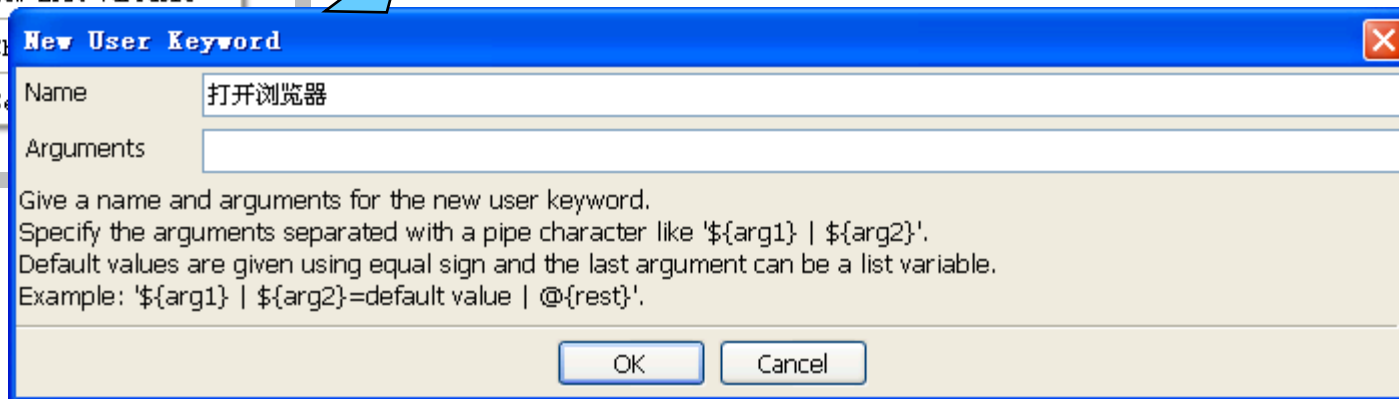 New User Keyword
Name 打开浏览器
Arguments
Give a name and arguments for the new user keyword.
Specify the arguments separated with a pipe character like '${arg1} | ${arg2}'.
Default values are given using equal sign and the last argument can be a list variable.
Example: '${arg1} | ${arg2}=default value | @{rest}'.
OK Cancel